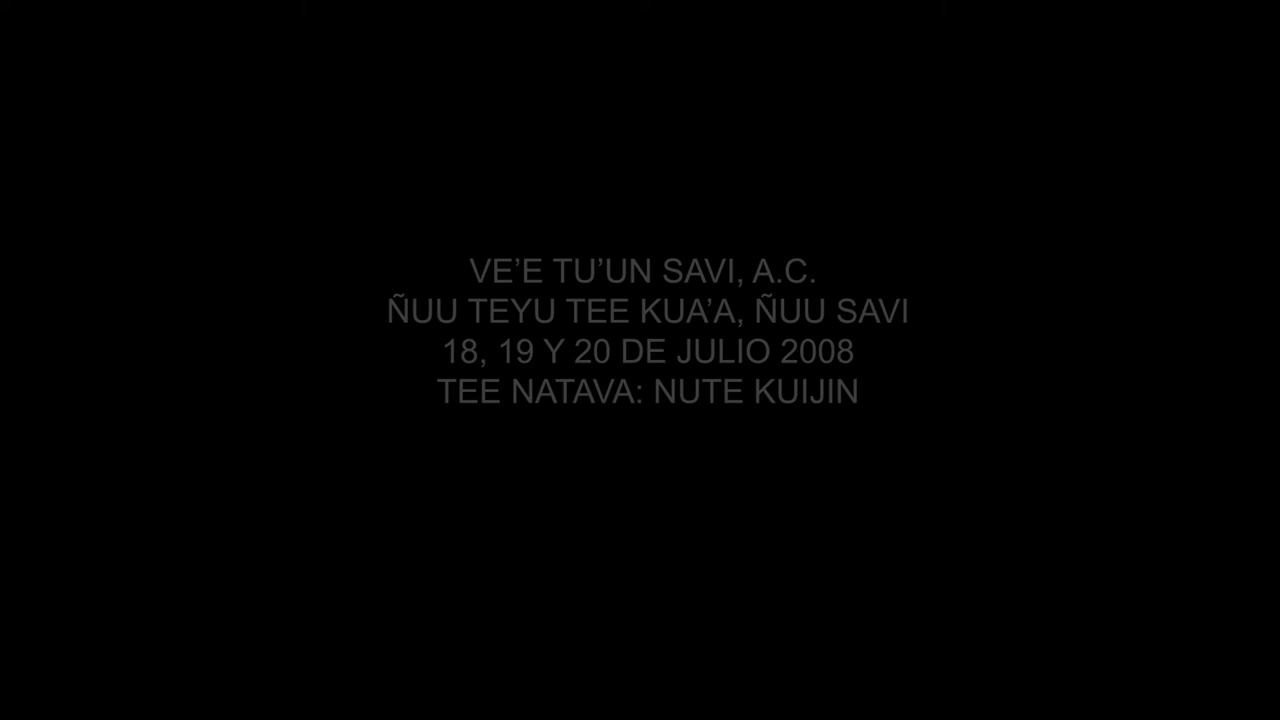 VE’E TU’UN SAVI, A.C.
ÑUU TEYU TEE KUA’A, ÑUU SAVI
18, 19 Y 20 DE JULIO 2008
TEE NATAVA: NUTE KUIJIN